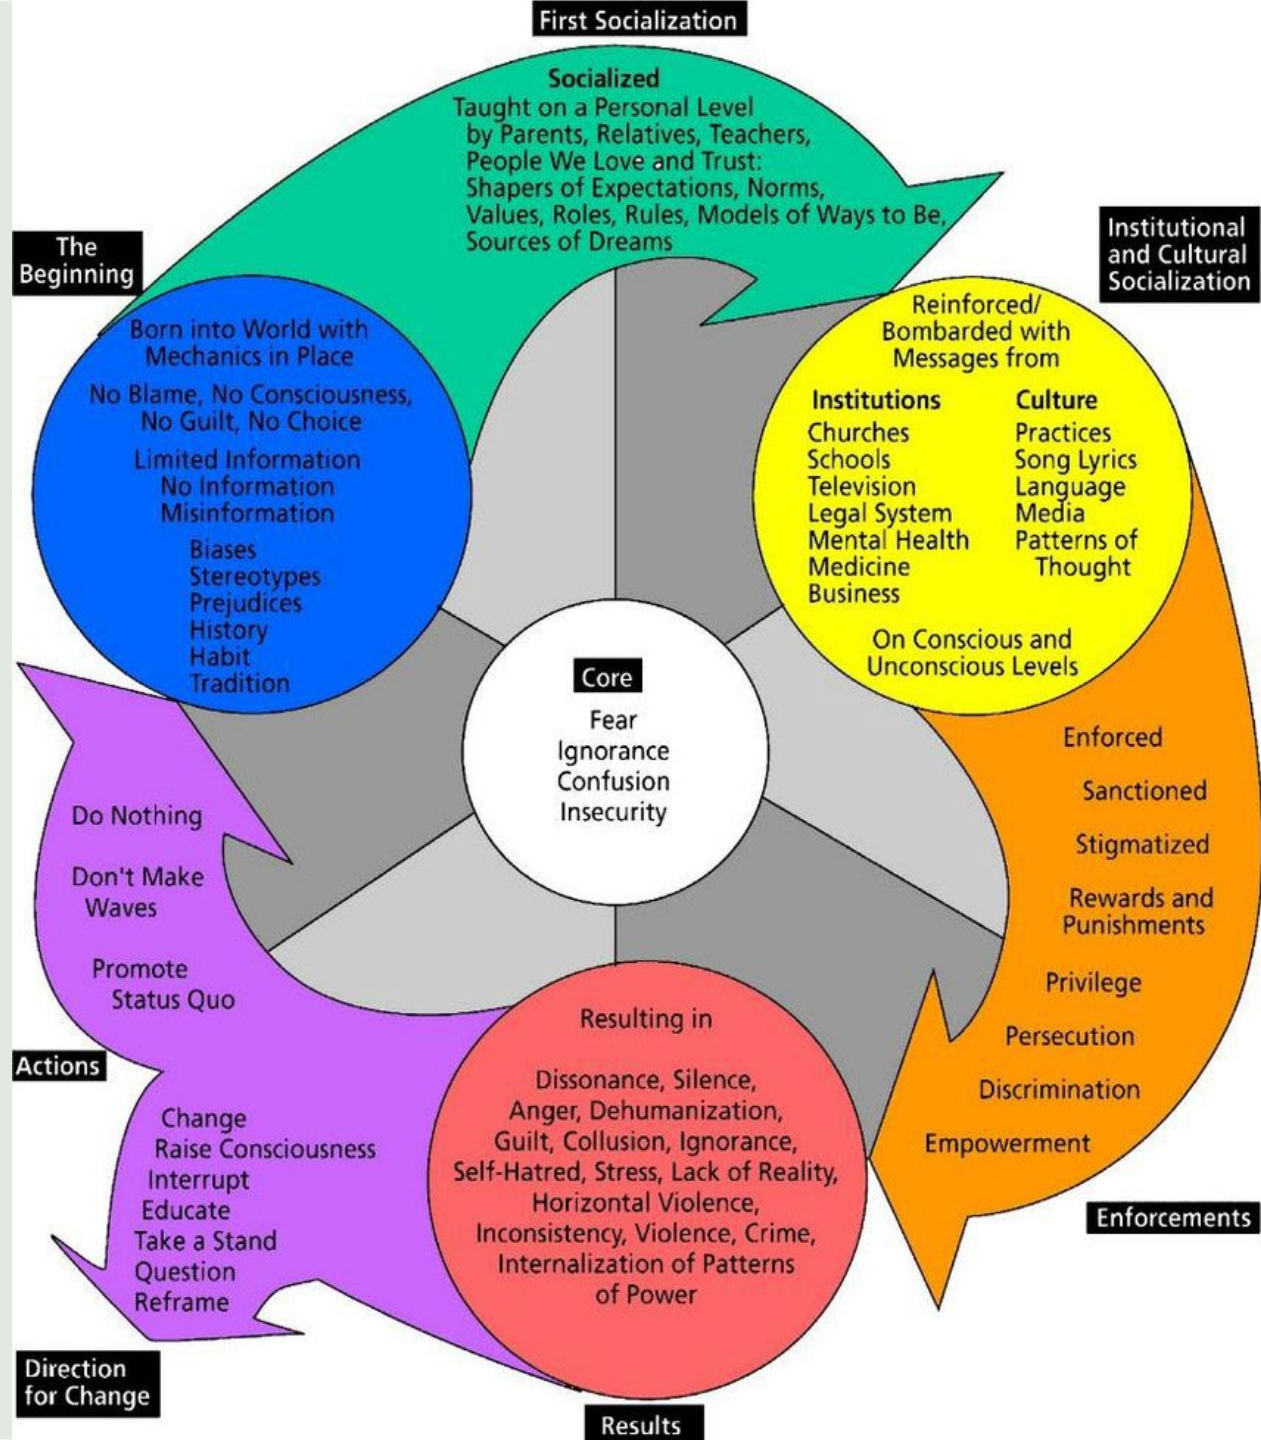 First Socialization
Socialized
Taught on a Personal Level
by Parents, Relatives, Teachers,
People We Love and Trust:
Shapers of Expectations, Norms,
Values, Roles, Rules, Models of Ways to Be,
Sources of Dreams
The
Beginning
Born into World with
Mechanics in Place
No Blame, No Consciousness,
No Guilt, No Choice
Limited Information
No Information
Misinformation
Biases
Stereotypes
Prejudices
History
Habit
Tradition
Institutional
and Cultural
Socialization
Reinforced/
Bombarded with
Messages from
Institutions
Churches
Schools
Television
Legal System
Mental Health
Medicine
Business
Culture
Practices
Song Lyrics
Language
Media
Patterns of
Thought
On Conscious and
Unconscious Levels
Core
Fear
Ignorance
Confusion
Insecurity
Enforced
Sanctioned
Stigmatized
Rewards and
Punishments
Privilege
Persecution
Discrimination
Empowerment
Enforcements
Resulting in
Dissonance, Silence,
Anger, Dehumanization,
Guilt, Collusion, Ignorance,
Self-Hatred, Stress, Lack of Reality,
Horizontal Violence,
Inconsistency, Violence, Crime,
Internalization of Patterns
of Power
Results
Do Nothing
Don't Make
Waves
Promote
Status Quo
Actions
Change
Raise Consciousness
Interrupt
Educate
Take a Stand
Question
Reframe
Direction
for Change